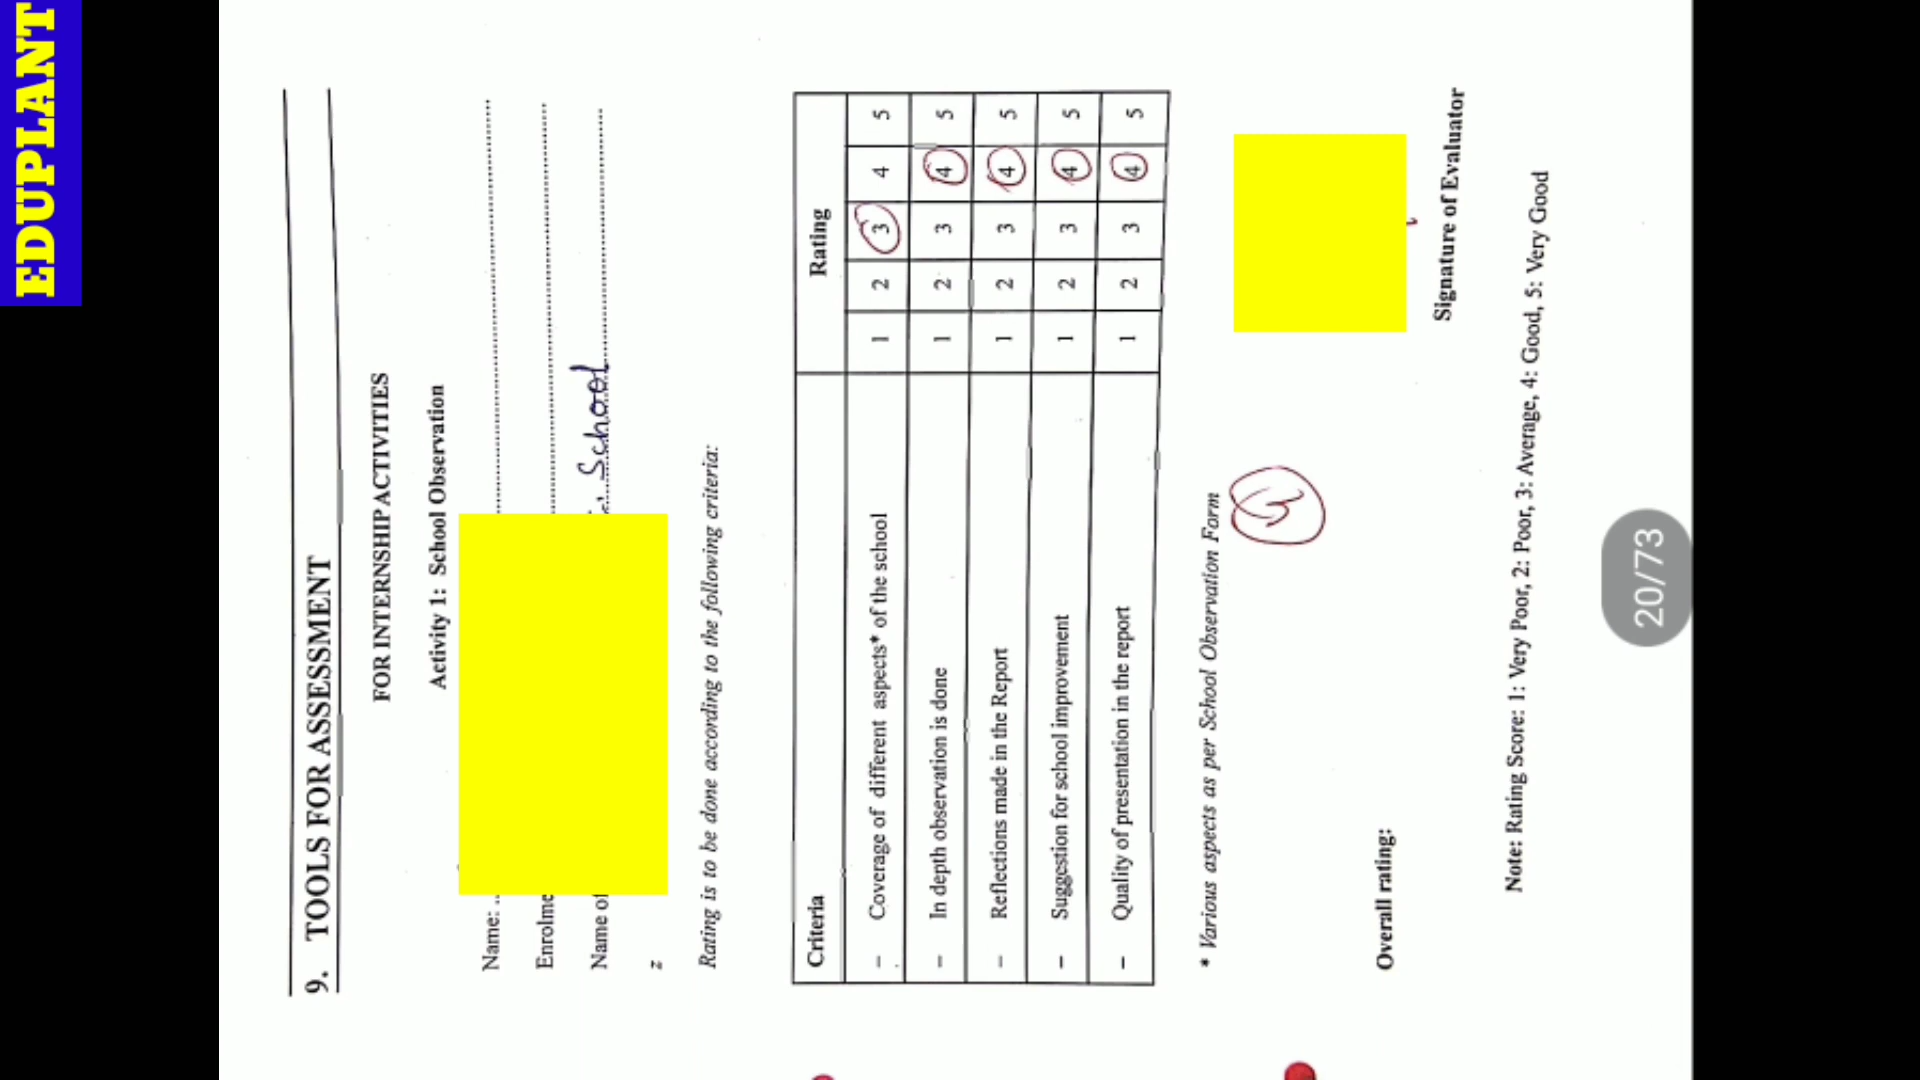 EDUPLANT
9. TOOLS FOR ASSESSMENT
FOR INTERNSHIP ACTIVITIES
Activity 1: School Observation
Name: ..
Enrolme
Name of School
z
Rating is to be done according to the following criteria:
Criteria Rating
– Coverage of different aspects* of the school 1 2 3 4 5
– In depth observation is done 1 2 3 4 5
– Reflections made in the Report 1 2 3 4 5
– Suggestion for school improvement 1 2 3 4 5
– Quality of presentation in the report 1 2 3 4 5
* Various aspects as per School Observation Form
Overall rating:
Signature of Evaluator
Note: Rating Score: 1: Very Poor, 2: Poor, 3: Average, 4: Good, 5: Very Good
20/73